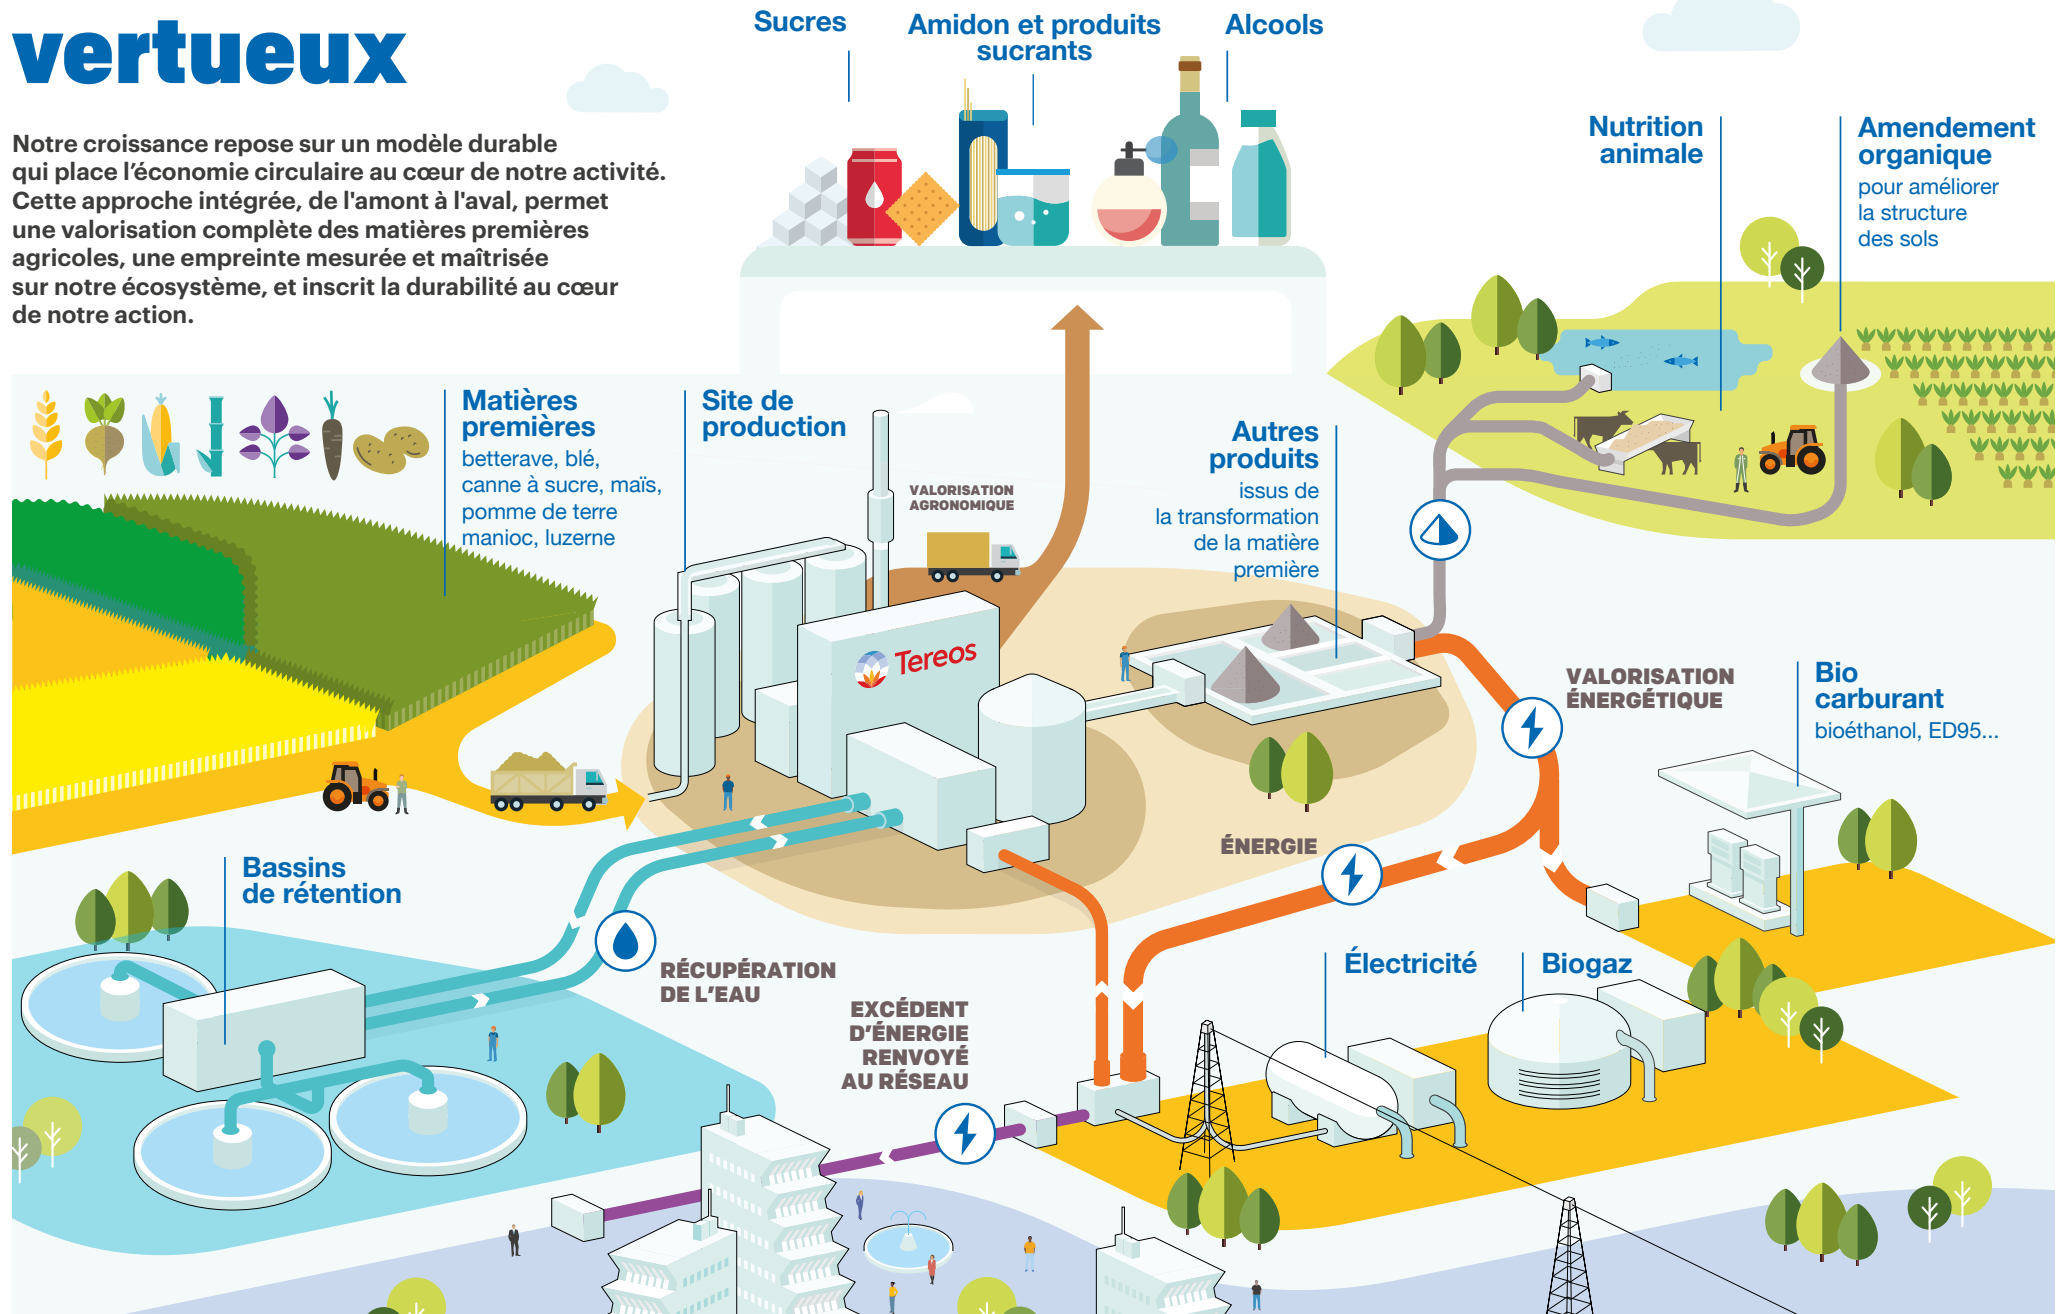 vertueux
Notre croissance repose sur un modèle durable
qui place l’économie circulaire au cœur de notre activité.
Cette approche intégrée, de l'amont à l'aval, permet
une valorisation complète des matières premières
agricoles, une empreinte mesurée et maîtrisée
sur notre écosystème, et inscrit la durabilité au cœur
de notre action.
Sucres
Amidon et produits
sucrants
Alcools
Nutrition
animale
Amendement
organique
pour améliorer
la structure
des sols
Matières
premières
betterave, blé,
canne à sucre, maïs,
pomme de terre
manioc, luzerne
Site de
production
VALORISATION
AGRONOMIQUE
Autres
produits
issus de
la transformation
de la matière
première
Tereos
VALORISATION
ÉNERGÉTIQUE
Bio
carburant
bioéthanol, ED95...
ÉNERGIE
Bassins
de rétention
RÉCUPÉRATION
DE L’EAU
Électricité
Biogaz
EXCÉDENT
D’ÉNERGIE
RENVOYÉ
AU RÉSEAU